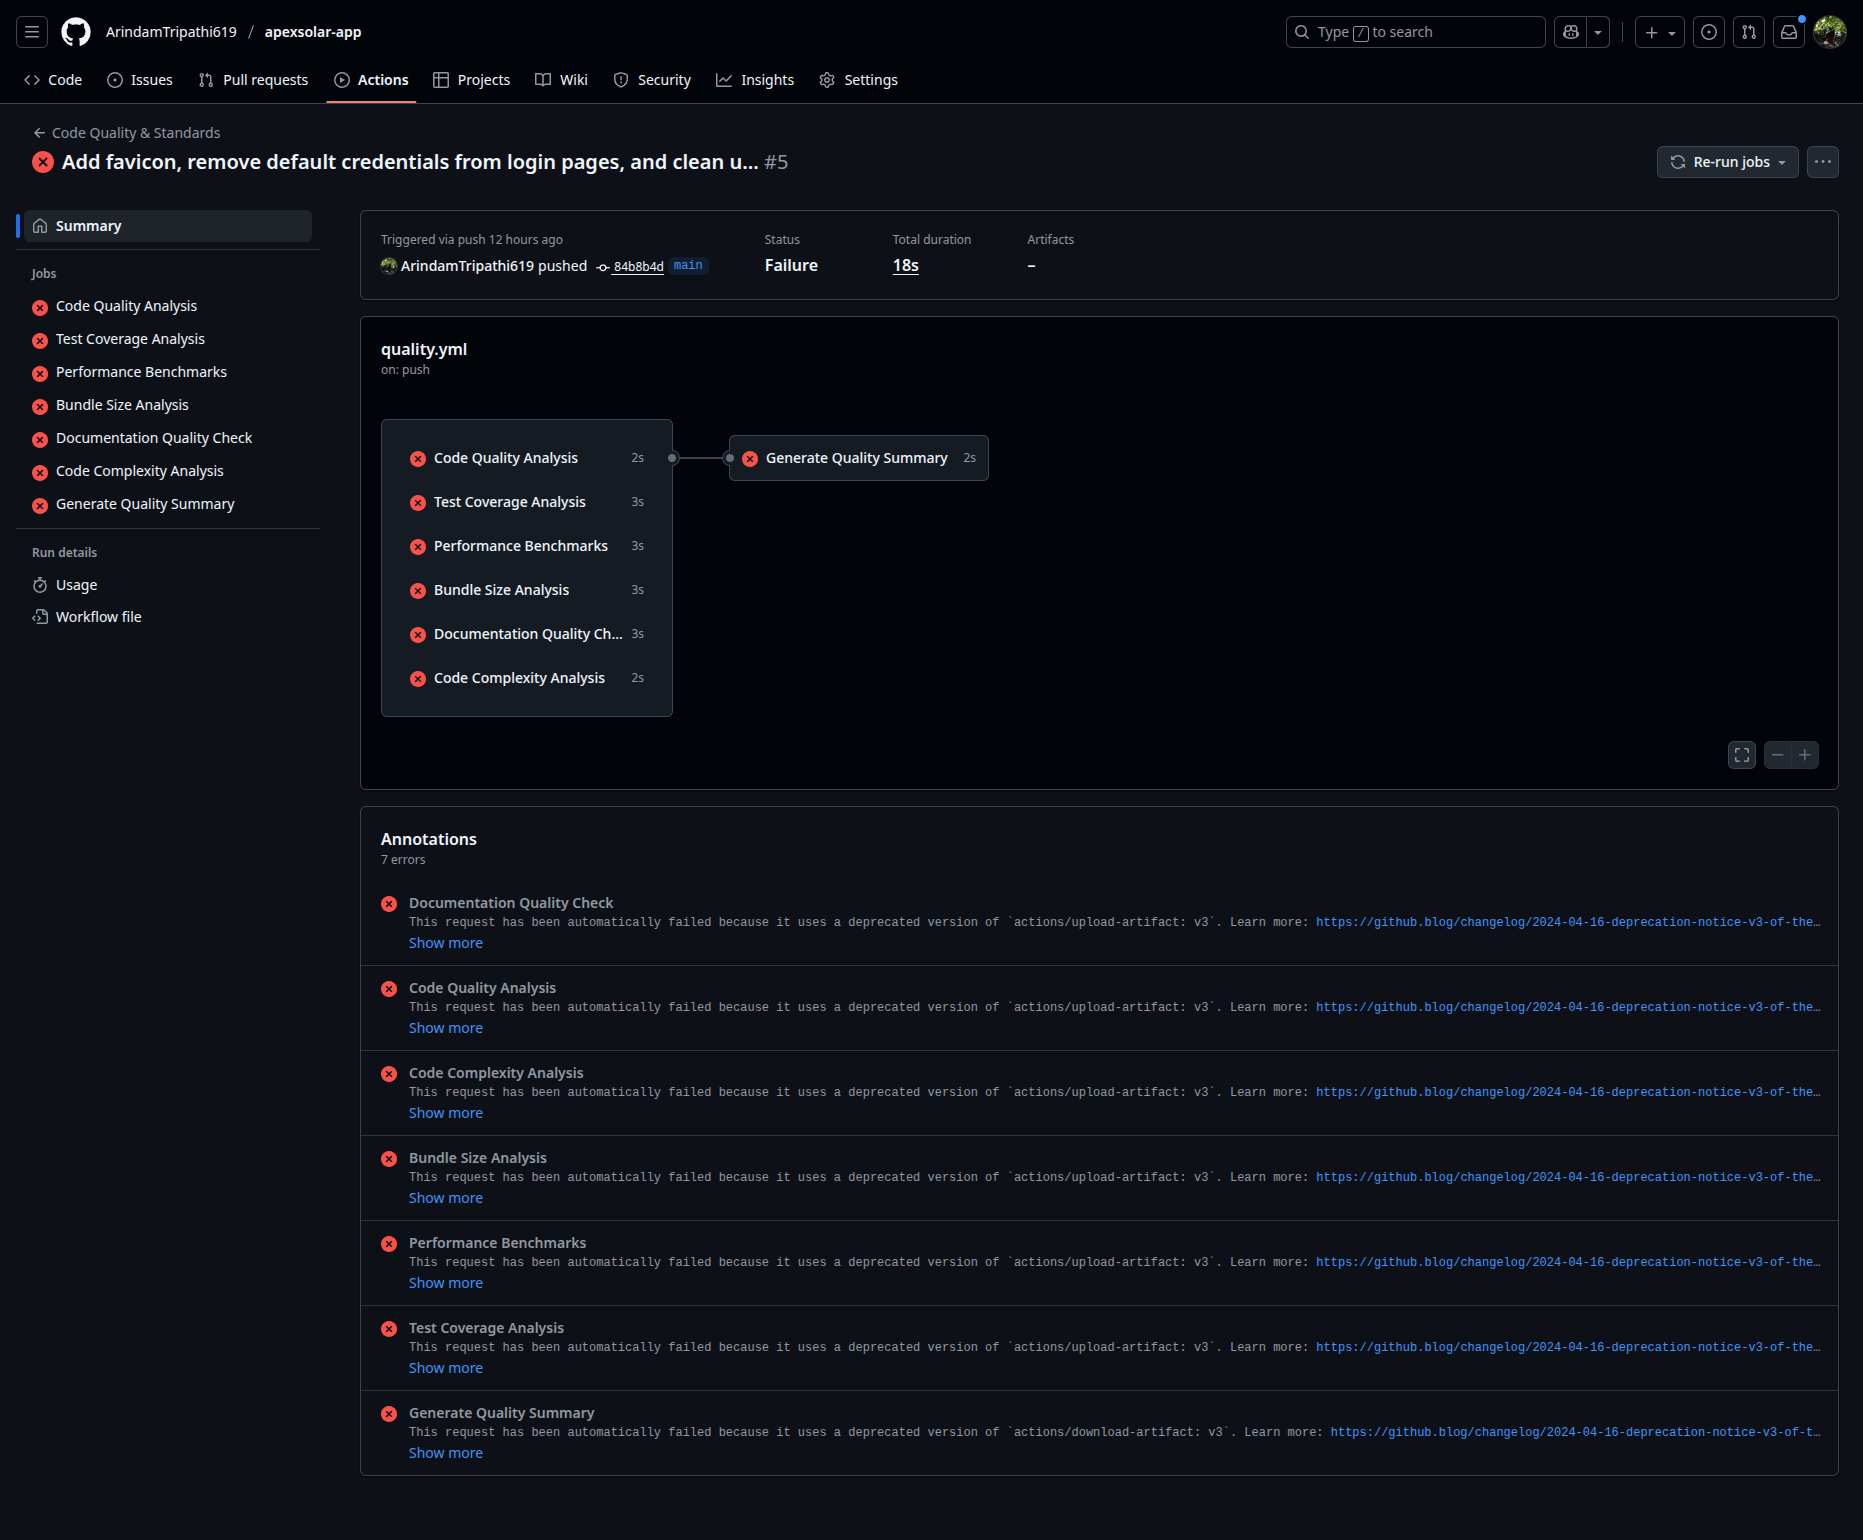 ArindamTripathi619 / apexsolar-app
Type / to search
Code
Issues
Pull requests
Actions
Projects
Wiki
Security
Insights
Settings
Code Quality & Standards
Add favicon, remove default credentials from login pages, and clean u... #5
Re-run jobs
Summary
Jobs
Code Quality Analysis
Test Coverage Analysis
Performance Benchmarks
Bundle Size Analysis
Documentation Quality Check
Code Complexity Analysis
Generate Quality Summary
Run details
Usage
Workflow file
Triggered via push 12 hours ago
ArindamTripathi619 pushed 84b8b4d main
Status
Failure
Total duration
18s
Artifacts
–
quality.yml
on: push
Code Quality Analysis 2s
Test Coverage Analysis 3s
Performance Benchmarks 3s
Bundle Size Analysis 3s
Documentation Quality Ch... 3s
Code Complexity Analysis 2s
Generate Quality Summary 2s
Annotations
7 errors
Documentation Quality Check
This request has been automatically failed because it uses a deprecated version of `actions/upload-artifact: v3`. Learn more: https://github.blog/changelog/2024-04-16-deprecation-notice-v3-of-the…
Show more
Code Quality Analysis
This request has been automatically failed because it uses a deprecated version of `actions/upload-artifact: v3`. Learn more: https://github.blog/changelog/2024-04-16-deprecation-notice-v3-of-the…
Show more
Code Complexity Analysis
This request has been automatically failed because it uses a deprecated version of `actions/upload-artifact: v3`. Learn more: https://github.blog/changelog/2024-04-16-deprecation-notice-v3-of-the…
Show more
Bundle Size Analysis
This request has been automatically failed because it uses a deprecated version of `actions/upload-artifact: v3`. Learn more: https://github.blog/changelog/2024-04-16-deprecation-notice-v3-of-the…
Show more
Performance Benchmarks
This request has been automatically failed because it uses a deprecated version of `actions/upload-artifact: v3`. Learn more: https://github.blog/changelog/2024-04-16-deprecation-notice-v3-of-the…
Show more
Test Coverage Analysis
This request has been automatically failed because it uses a deprecated version of `actions/upload-artifact: v3`. Learn more: https://github.blog/changelog/2024-04-16-deprecation-notice-v3-of-the…
Show more
Generate Quality Summary
This request has been automatically failed because it uses a deprecated version of `actions/download-artifact: v3`. Learn more: https://github.blog/changelog/2024-04-16-deprecation-notice-v3-of-t…
Show more